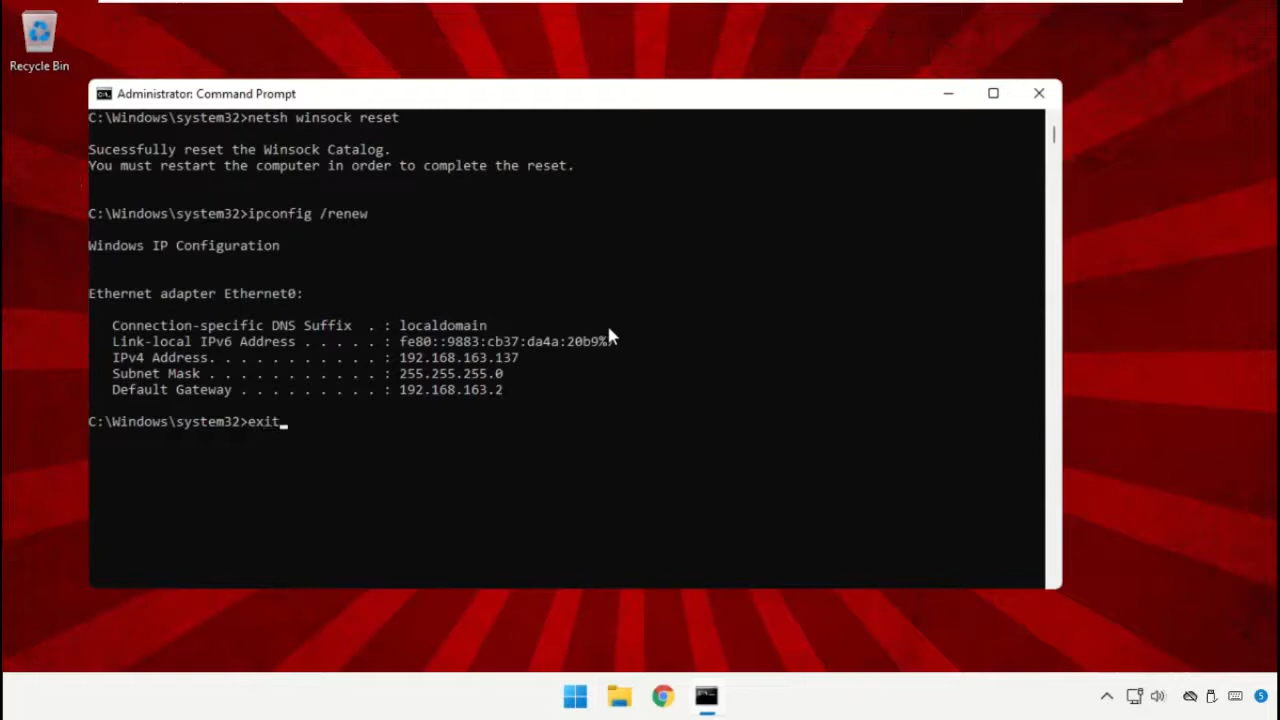 Recycle Bin
Administrator: Command Prompt
C:\Windows\system32>netsh winsock reset
Sucessfully reset the Winsock Catalog.
You must restart the computer in order to complete the reset.
C:\Windows\system32>ipconfig /renew
Windows IP Configuration
Ethernet adapter Ethernet0:
Connection-specific DNS Suffix  . : localdomain
Link-local IPv6 Address . . . . . : fe80::9883:cb37:da4a:20b9%
IPv4 Address. . . . . . . . . . . : 192.168.163.137
Subnet Mask . . . . . . . . . . . : 255.255.255.0
Default Gateway . . . . . . . . . : 192.168.163.2
C:\Windows\system32>exit
5